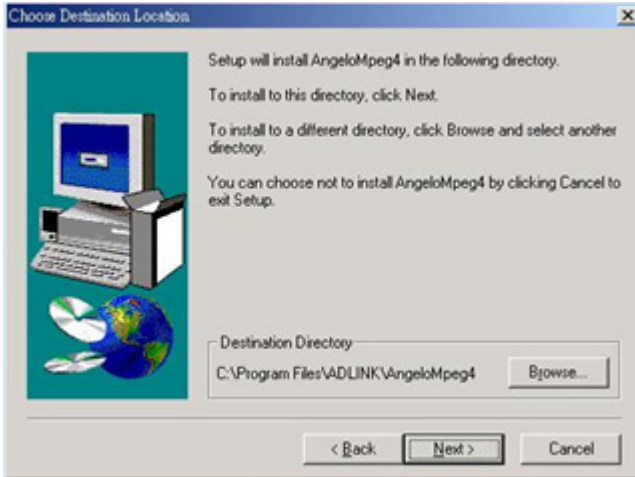 Choose Destination Location
Setup will install AngeloMpeg4 in the following directory.
To install to this directory, click Next.
To install to a different directory, click Browse and select another
directory.
You can choose not to install AngeloMpeg4 by clicking Cancel to
exit Setup.
Destination Directory
C:\Program Files\ADLINK\AngeloMpeg4
Browse...
< Back
Next >
Cancel